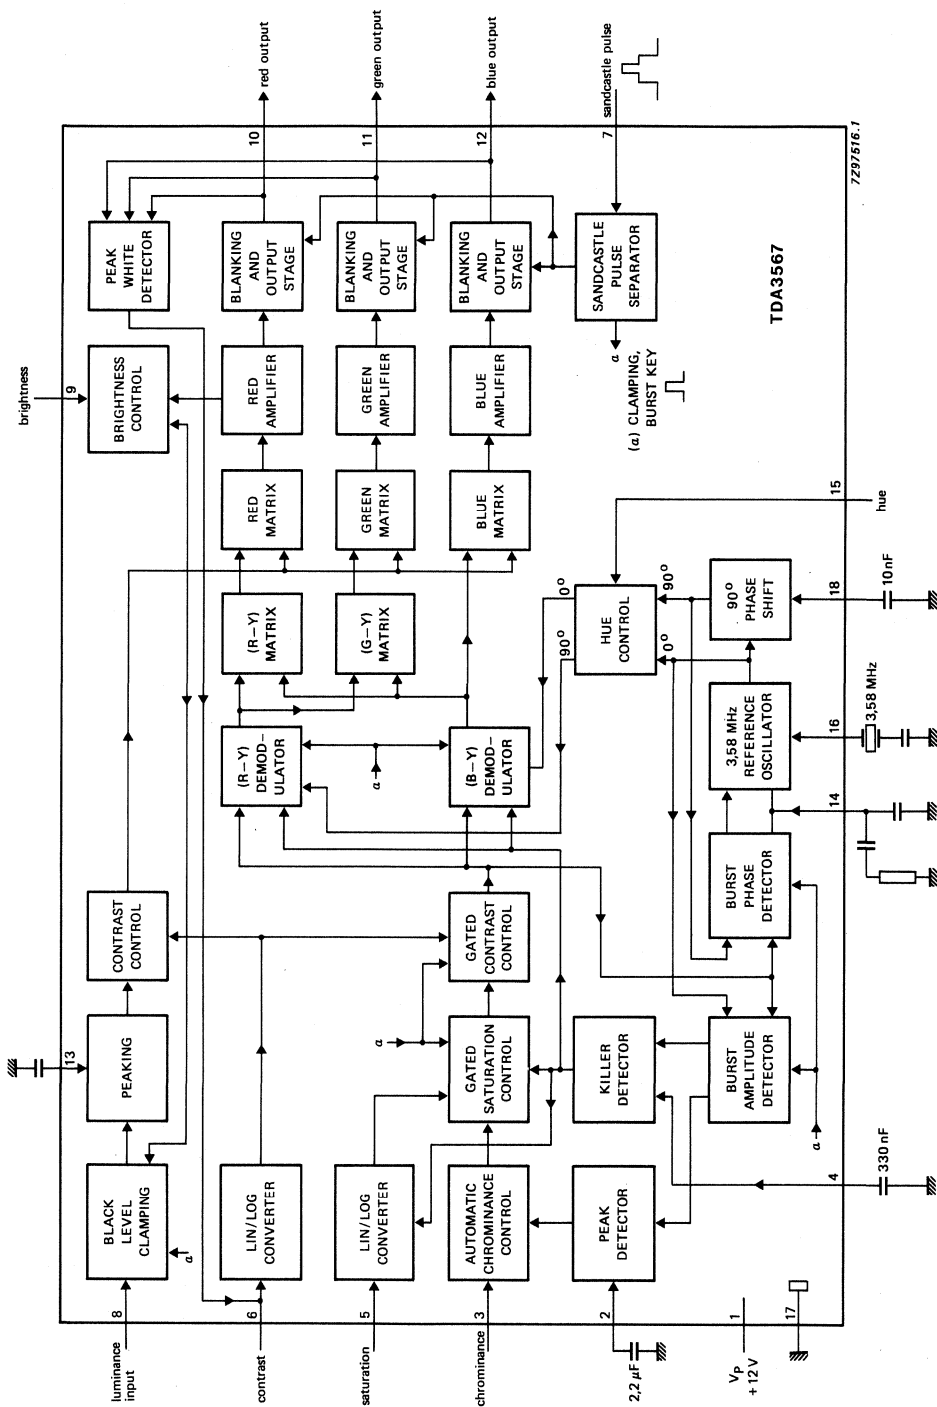 luminance
input
8
BLACK
LEVEL
CLAMPING
a
PEAKING
13
CONTRAST
CONTROL
brightness
9
BRIGHTNESS
CONTROL
PEAK
WHITE
DETECTOR
contrast
6
LIN/LOG
CONVERTER
(R–Y)
DEMOD–
ULATOR
(R–Y)
MATRIX
RED
MATRIX
RED
AMPLIFIER
BLANKING
AND
OUTPUT
STAGE
10
red output
saturation
5
LIN/LOG
CONVERTER
a
a
(G–Y)
MATRIX
GREEN
MATRIX
GREEN
AMPLIFIER
BLANKING
AND
OUTPUT
STAGE
11
green output
chrominance
3
AUTOMATIC
CHROMINANCE
CONTROL
GATED
SATURATION
CONTROL
GATED
CONTRAST
CONTROL
(B–Y)
DEMOD–
ULATOR
BLUE
MATRIX
BLUE
AMPLIFIER
BLANKING
AND
OUTPUT
STAGE
12
blue output
2
2,2 µF
PEAK
DETECTOR
KILLER
DETECTOR
90° 0°
HUE
CONTROL
0° 90°
a
(a) CLAMPING,
BURST KEY
SANDCASTLE
PULSE
SEPARATOR
7
sandcastle pulse
1
VP
+12V
BURST
AMPLITUDE
DETECTOR
BURST
PHASE
DETECTOR
3,58 MHz
REFERENCE
OSCILLATOR
90°
PHASE
SHIFT
TDA3567
17
a
4
330 nF
14
16
3,58 MHz
18
10 nF
15
hue
7Z97516.1